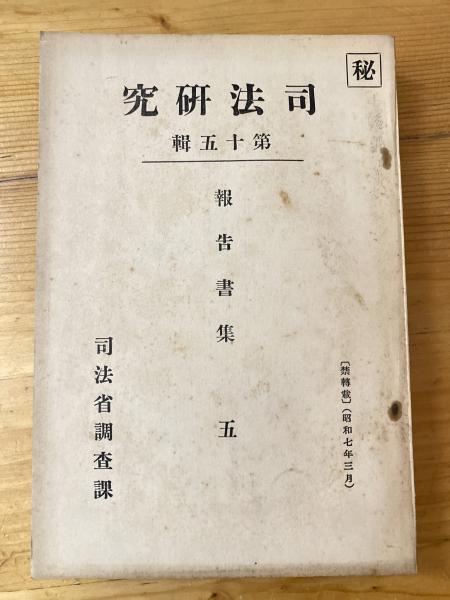 秘
司法研究
第十五輯
報告書集 五
〔禁轉載〕(昭和七年三月)
司法省調査課